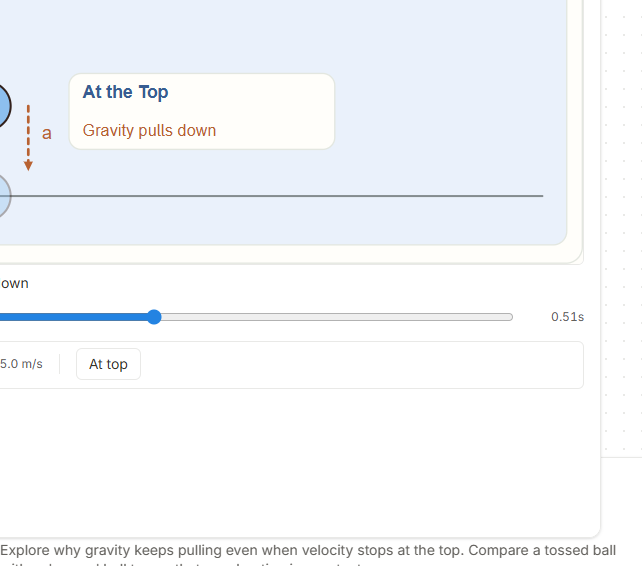 At the Top
Gravity pulls down
a
own
0.51s
5.0 m/s
At top
Explore why gravity keeps pulling even when velocity stops at the top. Compare a tossed ball